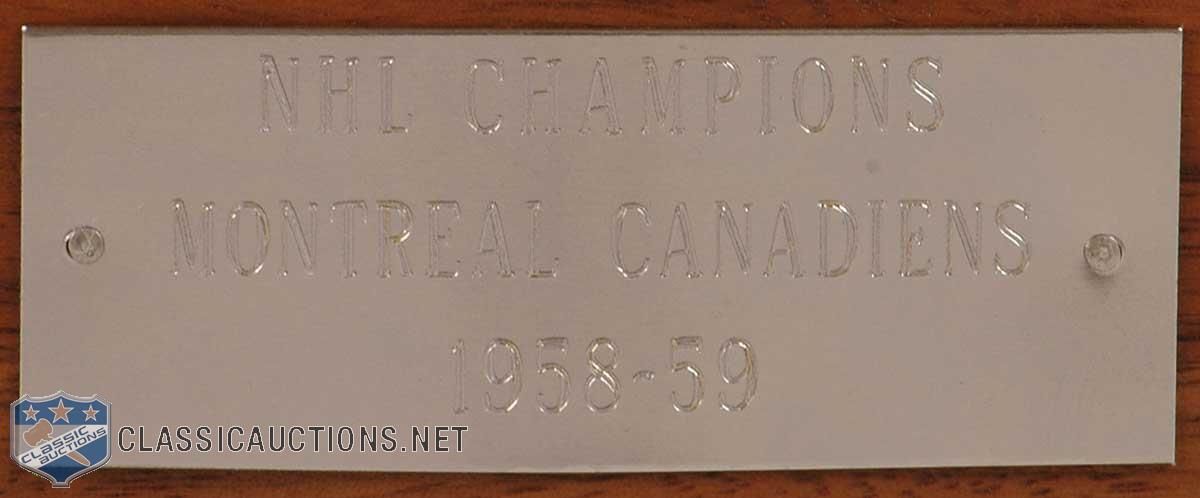 NHL CHAMPIONS
MONTREAL CANADIENS
1958-59
CLASSIC
AUCTIONS
CLASSICAUCTIONS.NET